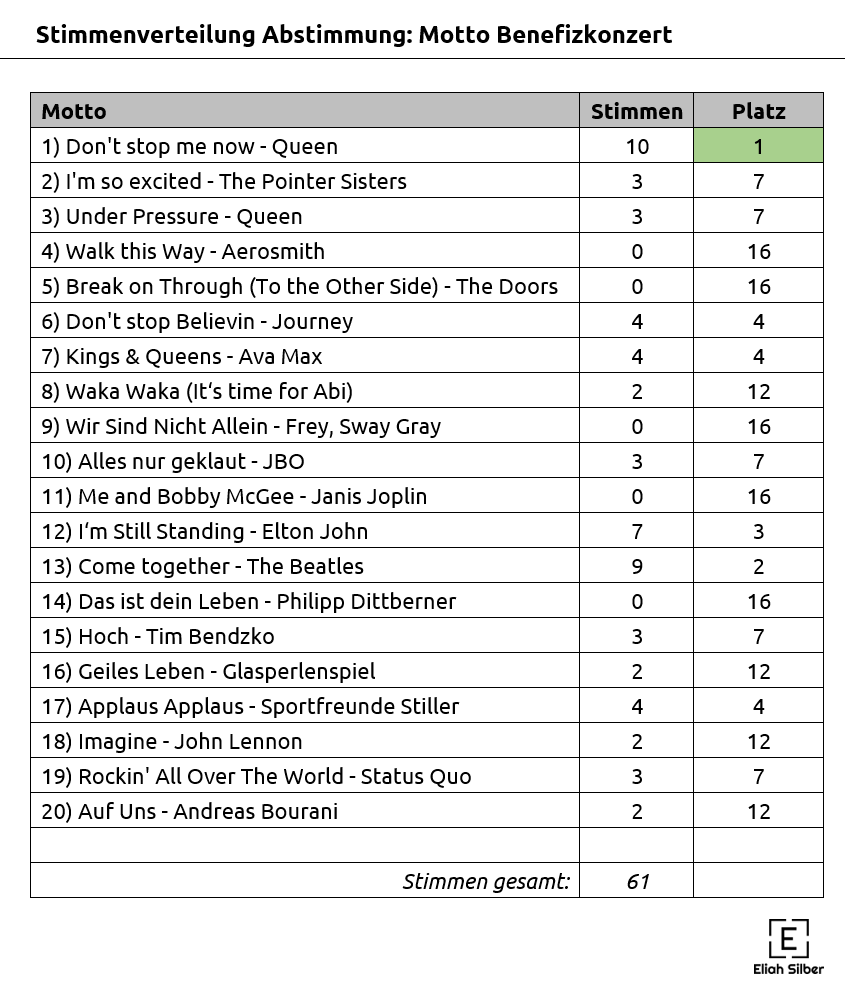 Stimmenverteilung Abstimmung: Motto Benefizkonzert
Motto Stimmen Platz
1) Don't stop me now - Queen 10 1
2) I'm so excited - The Pointer Sisters 3 7
3) Under Pressure - Queen 3 7
4) Walk this Way - Aerosmith 0 16
5) Break on Through (To the Other Side) - The Doors 0 16
6) Don't stop Believin - Journey 4 4
7) Kings & Queens - Ava Max 4 4
8) Waka Waka (It‘s time for Abi) 2 12
9) Wir Sind Nicht Allein - Frey, Sway Gray 0 16
10) Alles nur geklaut - JBO 3 7
11) Me and Bobby McGee - Janis Joplin 0 16
12) I‘m Still Standing - Elton John 7 3
13) Come together - The Beatles 9 2
14) Das ist dein Leben - Philipp Dittberner 0 16
15) Hoch - Tim Bendzko 3 7
16) Geiles Leben - Glasperlenspiel 2 12
17) Applaus Applaus - Sportfreunde Stiller 4 4
18) Imagine - John Lennon 2 12
19) Rockin' All Over The World - Status Quo 3 7
20) Auf Uns - Andreas Bourani 2 12
Stimmen gesamt: 61
E
Eliah Silber